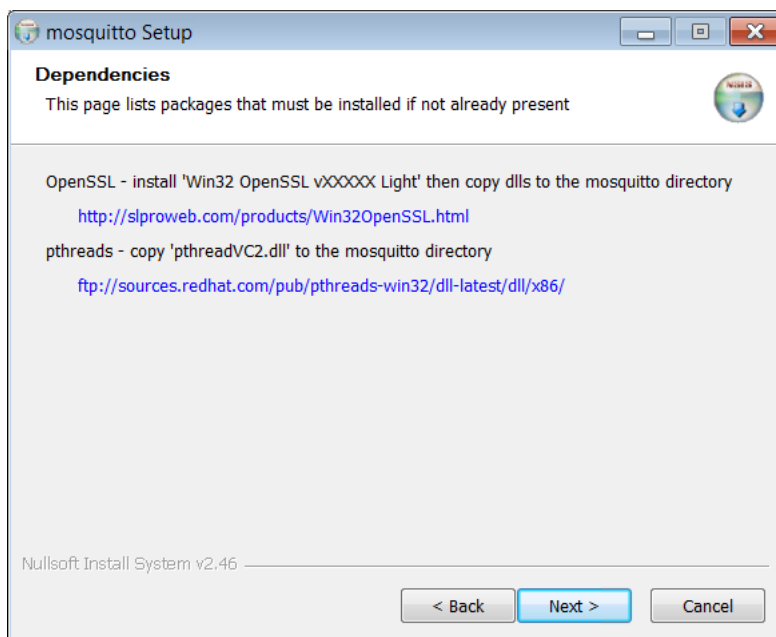 mosquitto Setup
Dependencies
This page lists packages that must be installed if not already present
OpenSSL - install 'Win32 OpenSSL vXXXXX Light' then copy dlls to the mosquitto directory
http://slproweb.com/products/Win32OpenSSL.html
pthreads - copy 'pthreadVC2.dll' to the mosquitto directory
ftp://sources.redhat.com/pub/pthreads-win32/dll-latest/dll/x86/
Nullsoft Install System v2.46
< Back
Next >
Cancel